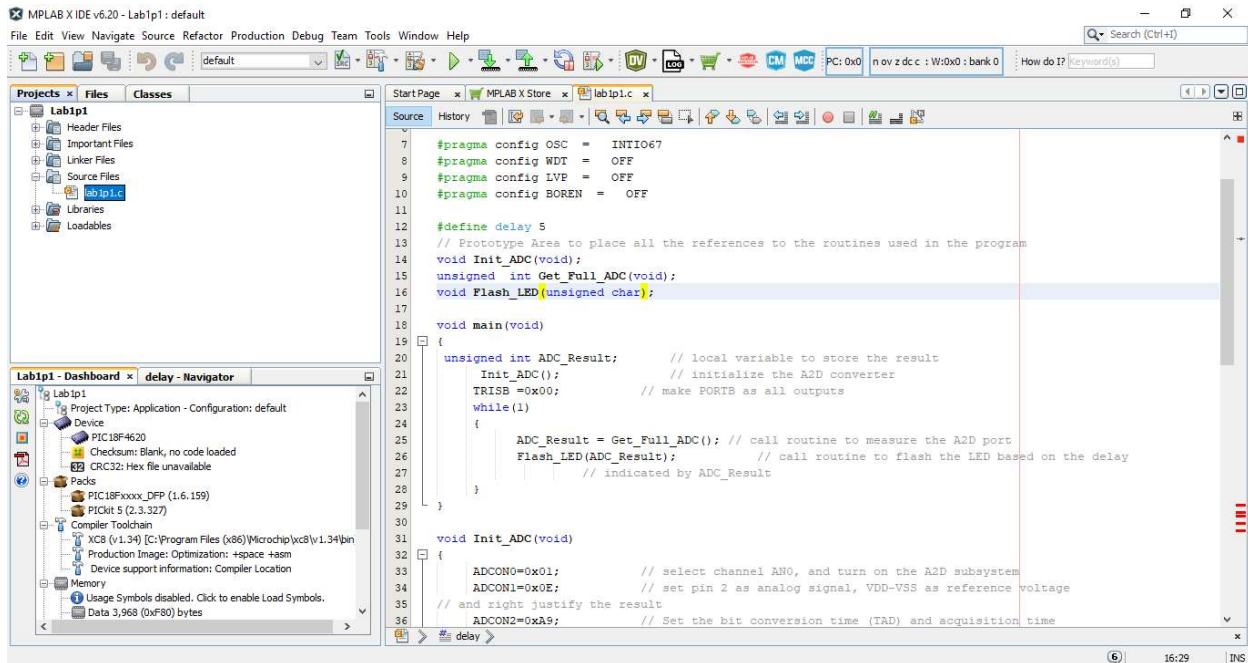 MPLAB X IDE v6.20 - Lab1p1 : default
File Edit View Navigate Source Refactor Production Debug Team Tools Window Help
Search (Ctrl+I)
default
PC: 0x0
n ov z dc c : W:0x0 : bank 0
How do I? Keyword(s)
Projects x Files Classes
Lab1p1
Header Files
Important Files
Linker Files
Source Files
lab1p1.c
Libraries
Loadables
Lab1p1 - Dashboard x delay - Navigator
Lab1p1
Project Type: Application - Configuration: default
Device
PIC18F4620
Checksum: Blank, no code loaded
CRC32: Hex file unavailable
Packs
PIC18Fxxxx_DFP (1.6.159)
PICkit 5 (2.3.327)
Compiler Toolchain
XC8 (v1.34) [C:\Program Files (x86)\Microchip\xc8\v1.34\bin
Production Image: Optimization: +space +asm
Device support information: Compiler Location
Memory
Usage Symbols disabled. Click to enable Load Symbols.
Data 3,968 (0xF80) bytes
Start Page x MPLAB X Store x lab1p1.c x
Source History
7 #pragma config OSC = INTIO67
8 #pragma config WDT = OFF
9 #pragma config LVP = OFF
10 #pragma config BOREN = OFF
11
12 #define delay 5
13 // Prototype Area to place all the references to the routines used in the program
14 void Init_ADC(void);
15 unsigned int Get_Full_ADC(void);
16 void Flash_LED(unsigned char);
17
18 void main(void)
19 {
20 unsigned int ADC_Result; // local variable to store the result
21 Init_ADC(); // initialize the A2D converter
22 TRISB =0x00; // make PORTB as all outputs
23 while(1)
24 {
25 ADC_Result = Get_Full_ADC(); // call routine to measure the A2D port
26 Flash_LED(ADC_Result); // call routine to flash the LED based on the delay
27 // indicated by ADC_Result
28 }
29 }
30
31 void Init_ADC(void)
32 {
33 ADCON0=0x01; // select channel AN0, and turn on the A2D subsystem
34 ADCON1=0x0E; // set pin 2 as analog signal, VDD-VSS as reference voltage
35 // and right justify the result
36 ADCON2=0xA9; // Set the bit conversion time (TAD) and acquisition time
delay
6
16:29
INS